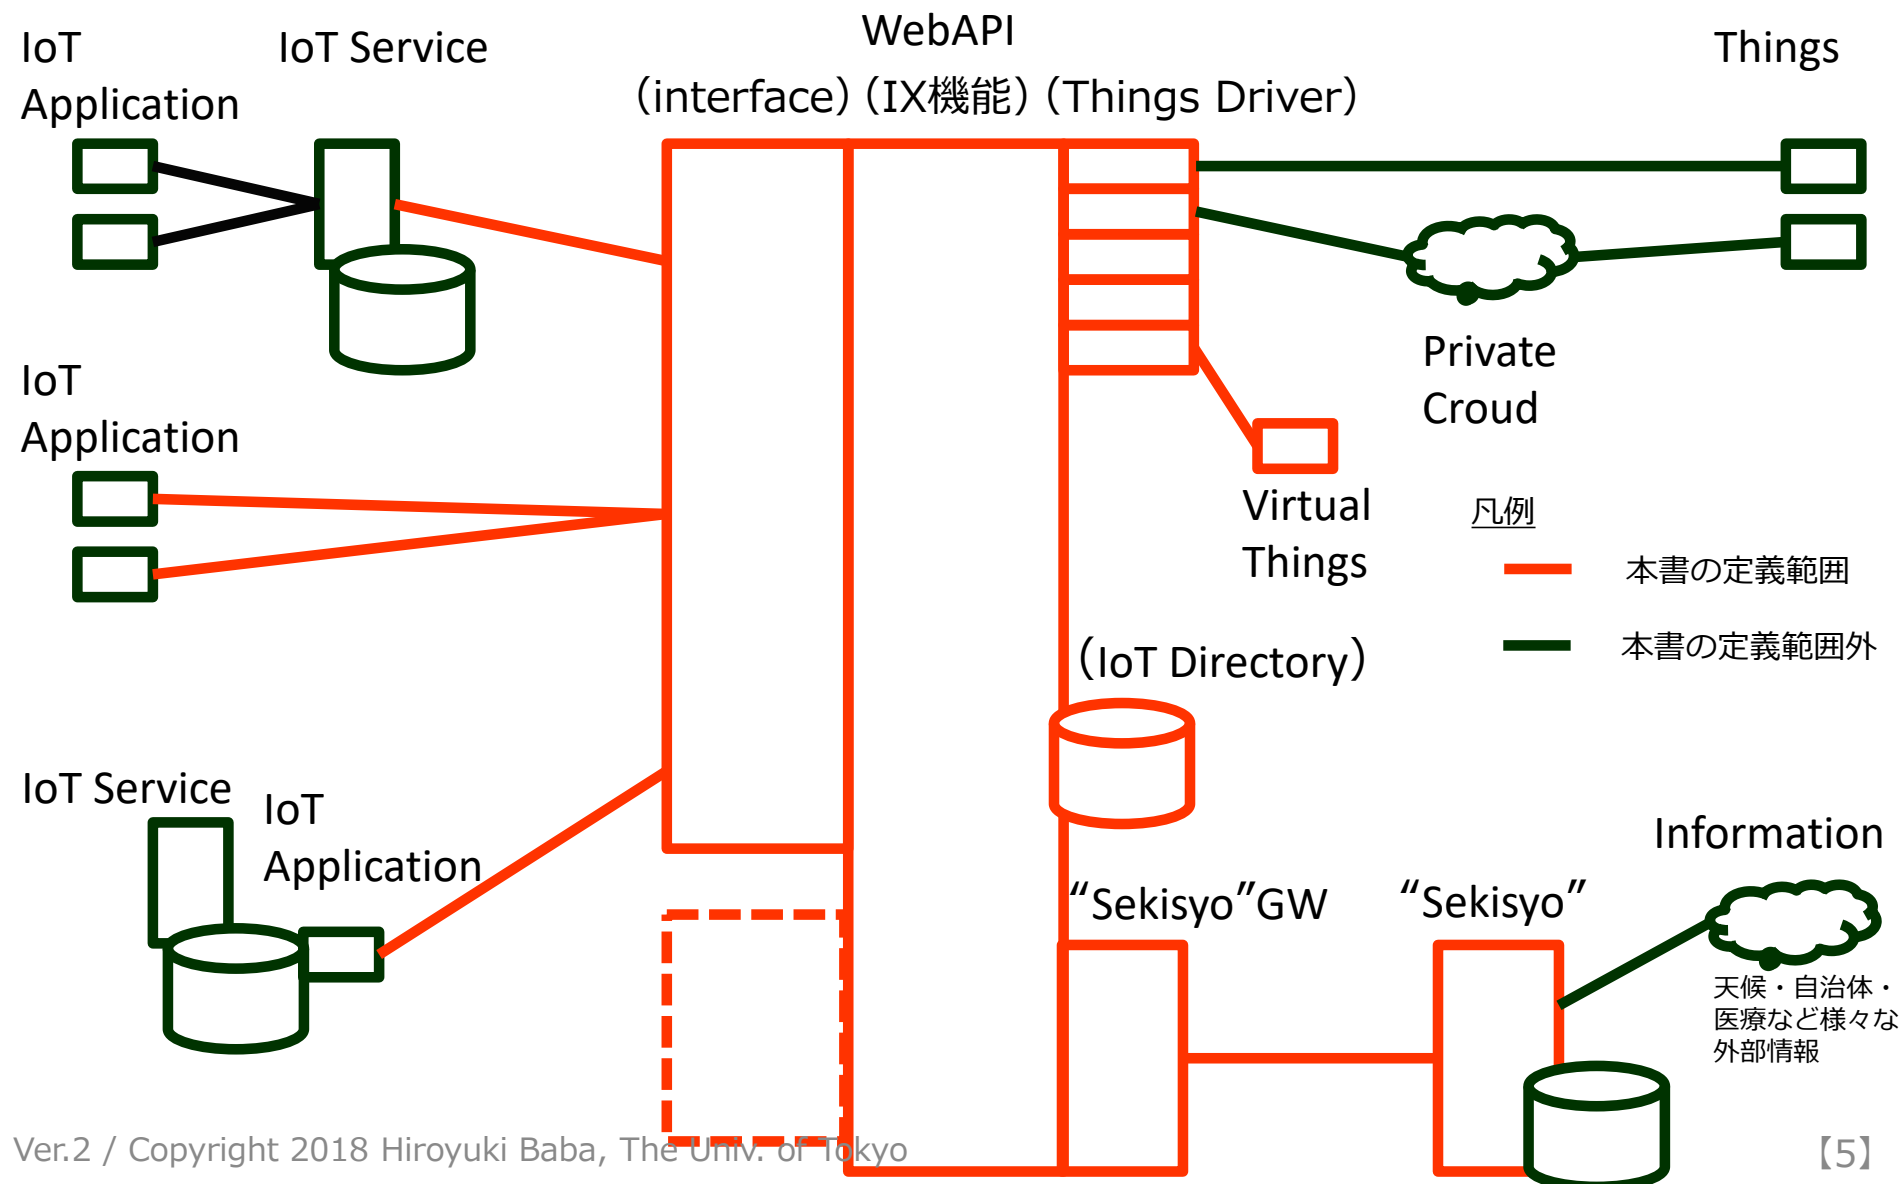 WebAPI
IoT
Application
IoT Service
Things
（interface）（IX機能）（Things Driver）
Private
Croud
IoT
Application
Virtual
Things
凡例
本書の定義範囲
本書の定義範囲外
（IoT Directory）
IoT Service
IoT
Application
Information
“Sekisyo”GW
“Sekisyo”
天候・自治体・
医療など様々な
外部情報
Ver.2 / Copyright 2018 Hiroyuki Baba, The Univ. of Tokyo
【5】